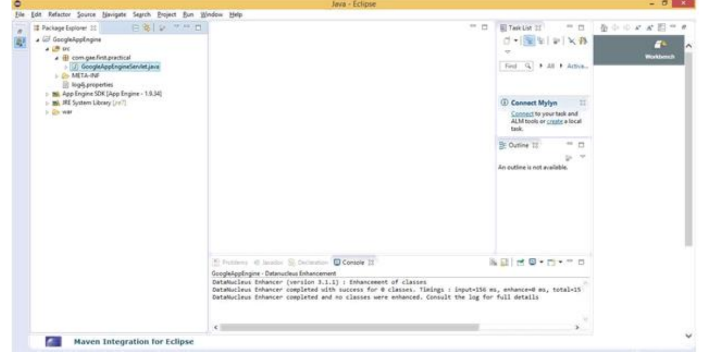 Java - Eclipse
File Edit Refactor Source Navigate Search Project Run Window Help
Package Explorer
GoogleAppEngine
src
com.gae.first.practical
GoogleAppEngineServlet.java
META-INF
log4j.properties
App Engine SDK [App Engine - 1.9.34]
JRE System Library [jre7]
war
Task List
Find All Activa...
Connect Mylyn
Connect to your task and
ALM tools or create a local
task.
Outline
An outline is not available.
Workbench
Problems Javadoc Declaration Console
GoogleAppEngine - Datanucleus Enhancement
DataNucleus Enhancer (version 3.1.1) : Enhancement of classes
DataNucleus Enhancer completed with success for 0 classes. Timings : input=156 ms, enhance=0 ms, total=15
DataNucleus Enhancer completed and no classes were enhanced. Consult the log for full details
Maven Integration for Eclipse